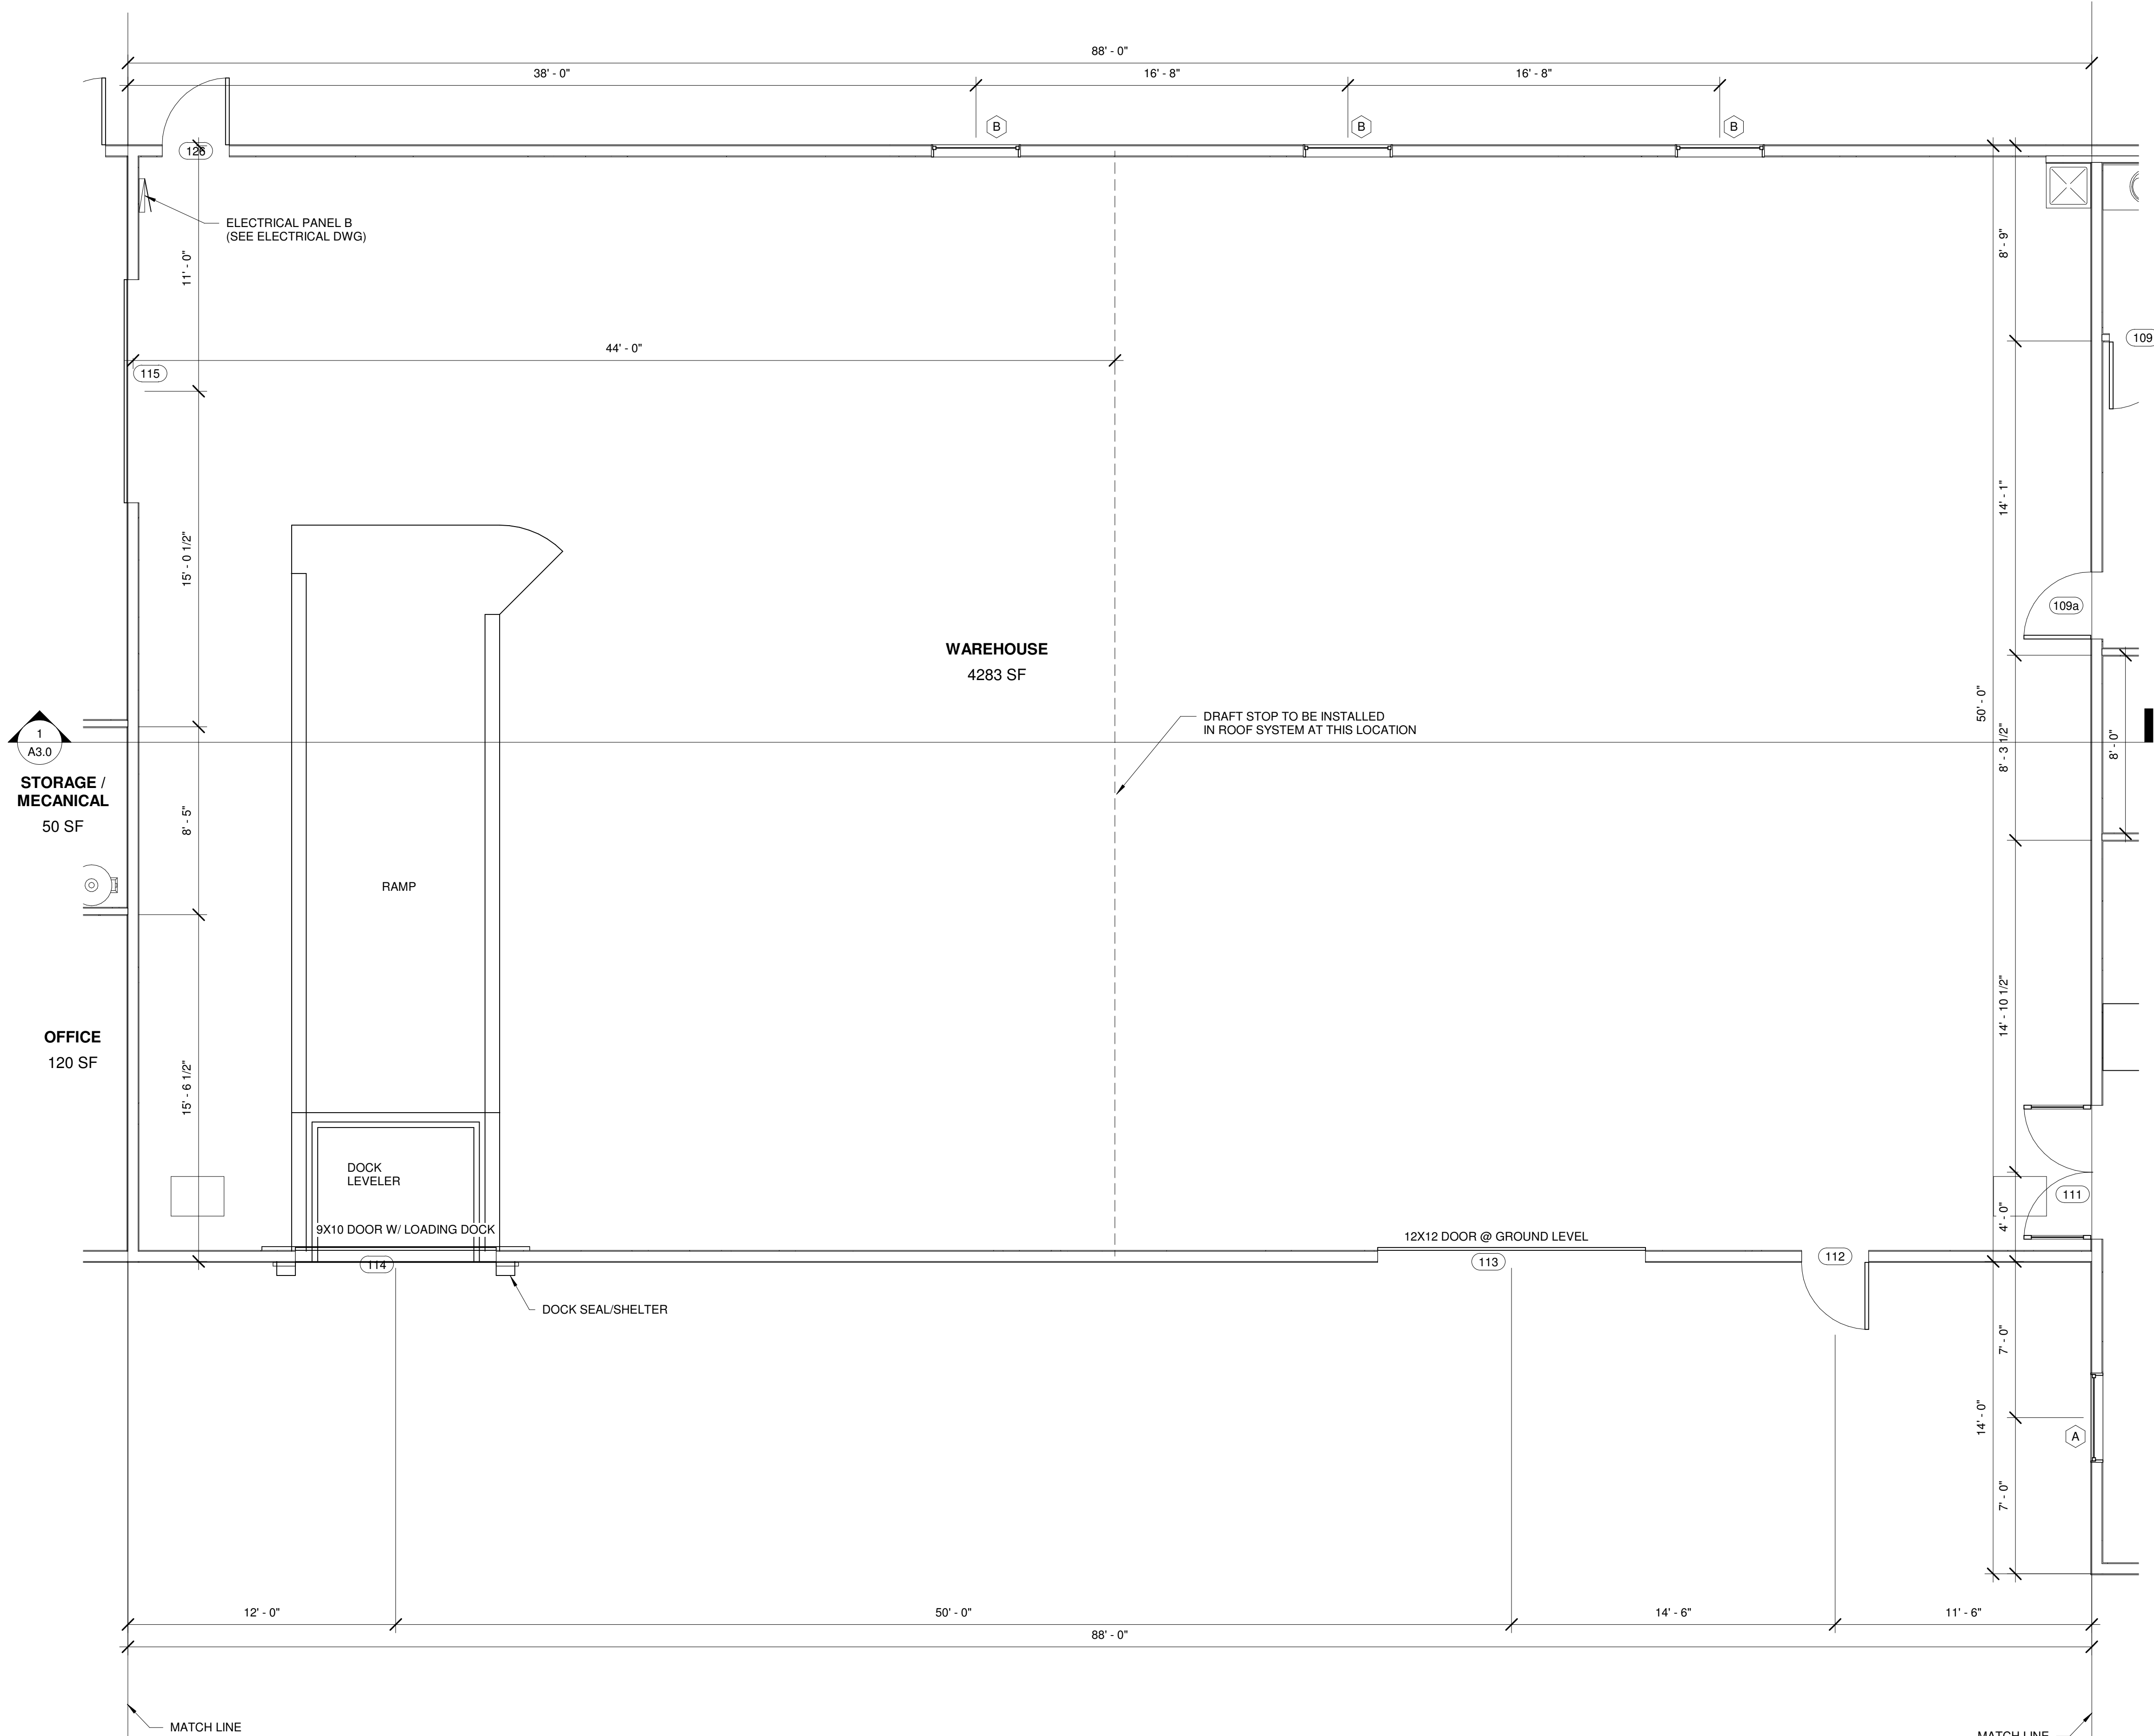 88' - 0"
38' - 0"
16' - 8"
16' - 8"
B
B
B
126
ELECTRICAL PANEL B
(SEE ELECTRICAL DWG)
11' - 0"
8' - 9"
109
44' - 0"
115
14' - 1"
15' - 0 1/2"
109a
WAREHOUSE
4283 SF
50' - 0"
DRAFT STOP TO BE INSTALLED
IN ROOF SYSTEM AT THIS LOCATION
8' - 3 1/2"
8' - 0"
1
A3.0
STORAGE /
MECANICAL
50 SF
8' - 5"
RAMP
OFFICE
120 SF
14' - 10 1/2"
15' - 6 1/2"
DOCK
LEVELER
111
4' - 0"
9X10 DOOR W/ LOADING DOCK
12X12 DOOR @ GROUND LEVEL
114
113
112
DOCK SEAL/SHELTER
7' - 0"
14' - 0"
A
7' - 0"
12' - 0"
50' - 0"
14' - 6"
11' - 6"
88' - 0"
MATCH LINE
MATCH LINE